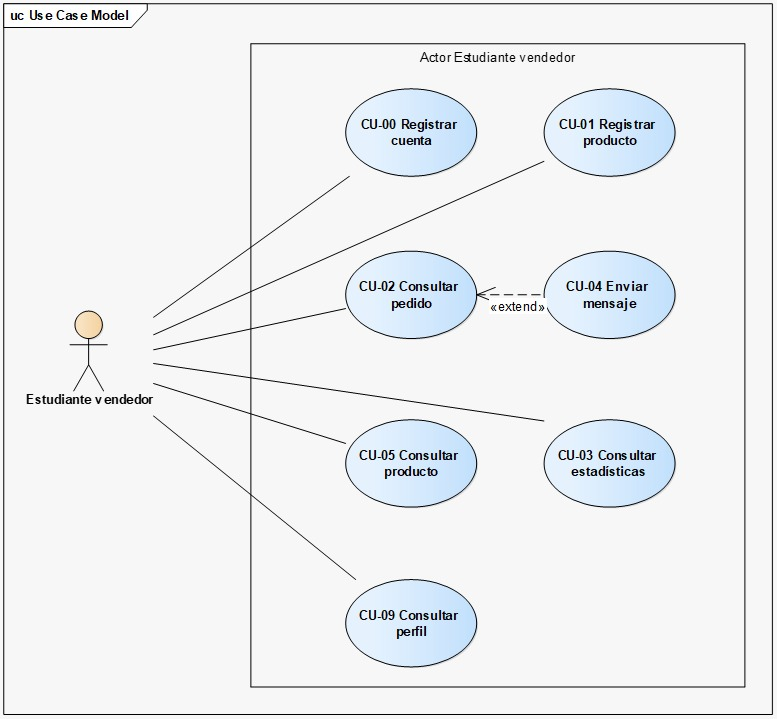 uc Use Case Model
Actor Estudiante vendedor
CU-00 Registrar
cuenta
CU-01 Registrar
producto
CU-02 Consultar
pedido
«extend»
CU-04 Enviar
mensaje
Estudiante vendedor
CU-05 Consultar
producto
CU-03 Consultar
estadísticas
CU-09 Consultar
perfil